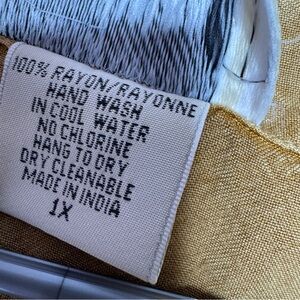 100% RAYON/RAYONNE
HAND WASH
IN COOL WATER
NO CHLORINE
HANG TO DRY
DRY CLEANABLE
MADE IN INDIA
1X